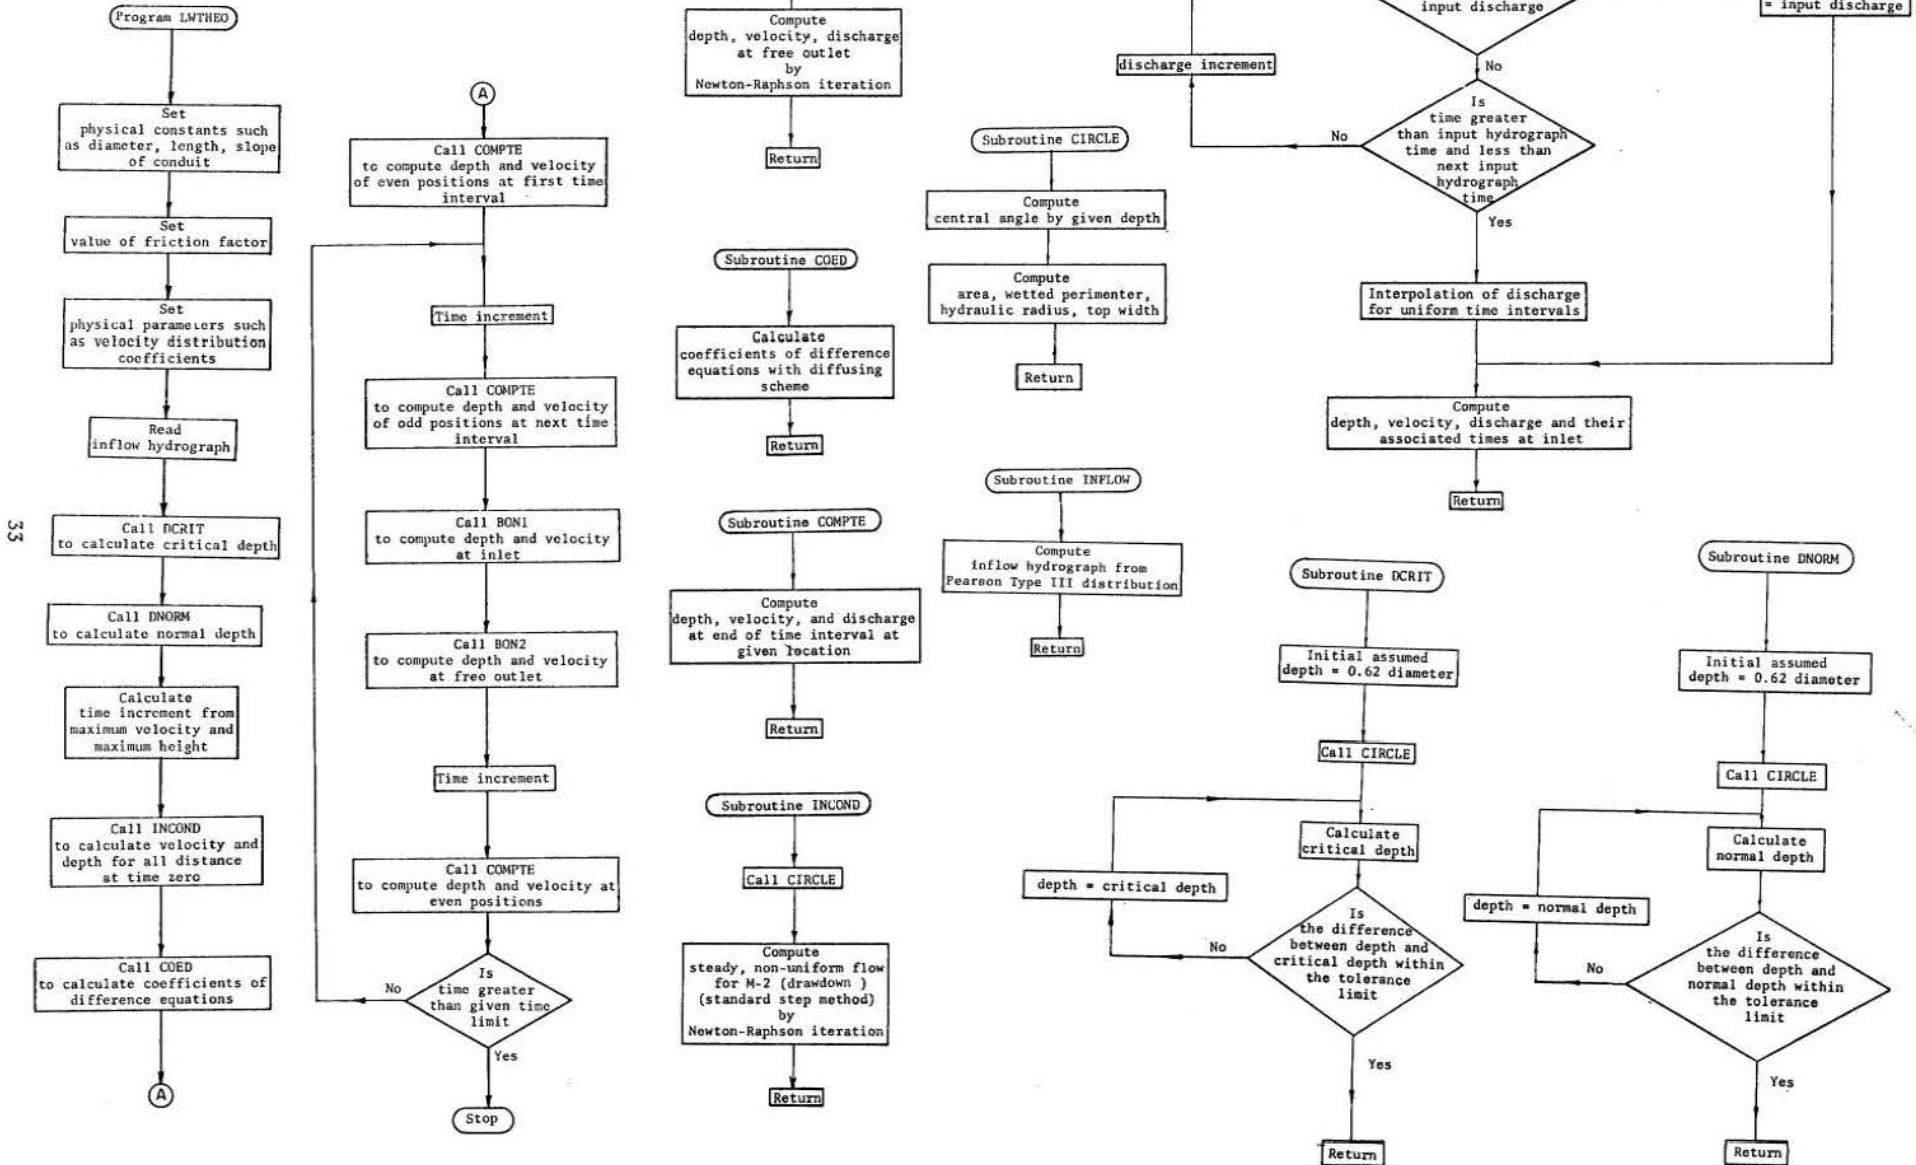 Program LWTHEO
Set
physical constants such
as diameter, length, slope
of conduit
Set
value of friction factor
Set
physical parameters such
as velocity distribution
coefficients
Read
inflow hydrograph
Call DCRIT
to calculate critical depth
Call DNORM
to calculate normal depth
Calculate
time increment from
maximum velocity and
maximum height
Call INCOND
to calculate velocity and
depth for all distance
at time zero
Call COED
to calculate coefficients of
difference equations
A
33
A
Call COMPTE
to compute depth and velocity
of even positions at first time
interval
Time increment
Call COMPTE
to compute depth and velocity
of odd positions at next time
interval
Call BON1
to compute depth and velocity
at inlet
Call BON2
to compute depth and velocity
at free outlet
Time increment
Call COMPTE
to compute depth and velocity at
even positions
Is
time greater
than given time
limit
No
Yes
Stop
Compute
depth, velocity, discharge
at free outlet
by
Newton-Raphson iteration
Return
Subroutine COED
Calculate
coefficients of difference
equations with diffusing
scheme
Return
Subroutine COMPTE
Compute
depth, velocity, and discharge
at end of time interval at
given location
Return
Subroutine INCOND
Call CIRCLE
Compute
steady, non-uniform flow
for M-2 (drawdown )
(standard step method)
by
Newton-Raphson iteration
Return
Subroutine CIRCLE
Compute
central angle by given depth
Compute
area, wetted perimenter,
hydraulic radius, top width
Return
Subroutine INFLOW
Compute
inflow hydrograph from
Pearson Type III distribution
Return
input discharge
= input discharge
discharge increment
No
Is
time greater
than input hydrograph
time and less than
next input
hydrograph
time
No
Yes
Interpolation of discharge
for uniform time intervals
Compute
depth, velocity, discharge and their
associated times at inlet
Return
Subroutine DCRIT
Initial assumed
depth = 0.62 diameter
Call CIRCLE
Calculate
critical depth
depth = critical depth
Is
the difference
between depth and
critical depth within
the tolerance
limit
No
Yes
Return
Subroutine DNORM
Initial assumed
depth = 0.62 diameter
Call CIRCLE
Calculate
normal depth
depth = normal depth
Is
the difference
between depth and
normal depth within
the tolerance
limit
No
Yes
Return